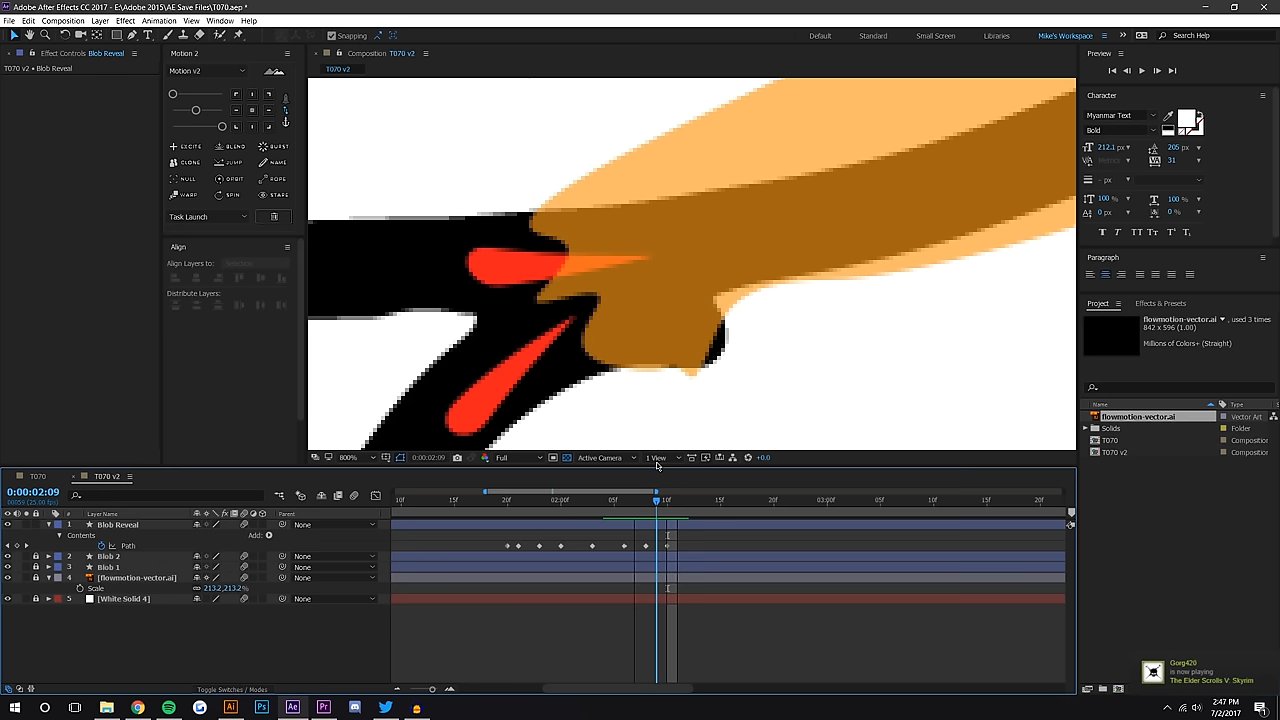 Adobe After Effects CC 2017 - E:\Adobe 2015\AE Save Files\T070.aep *
File Edit Composition Layer Effect Animation View Window Help
Snapping
Default Standard Small Screen Libraries Mike's Workspace Search Help
Effect Controls Blob Reveal
T070 v2 • Blob Reveal
Motion 2
Motion v2
EXCITE BLEND BURST
CLONE JUMP NAME
NULL ORBIT ROPE
WARP SPIN STARE
Task Launch
Align
Align Layers to:
Distribute Layers:
Composition T070 v2
T070 v2
800% 0:00:02:09 Full Active Camera 1 View +0.0
Preview
Character
Myanmar Text
Bold
212.1 px 205 px
Metrics 31
- px
100% 100%
0 px 0 %
Paragraph
Project Effects & Presets
flowmotion-vector.ai , used 3 times
842 x 842 (1.00)
Millions of Colors+ (Straight)
Name Type
flowmotion-vector.ai Vector Art
Solids Folder
T070 Composition
T070 v2 Composition
T070 T070 v2
0:00:02:09
00059 (25.00 fps)
# Layer Name Parent
10f 15f 20f 02:00f 05f 10f 15f 20f 03:00f 05f 10f 15f 20f
1 Blob Reveal None
Contents Add:
Path
2 Blob 2 None
3 Blob 1 None
4 [flowmotion-vector.ai] None
Scale 213.2,213.2%
5 [White Solid 4] None
Toggle Switches / Modes
Gorg420
is now playing
The Elder Scrolls V: Skyrim
2:47 PM
7/2/2017